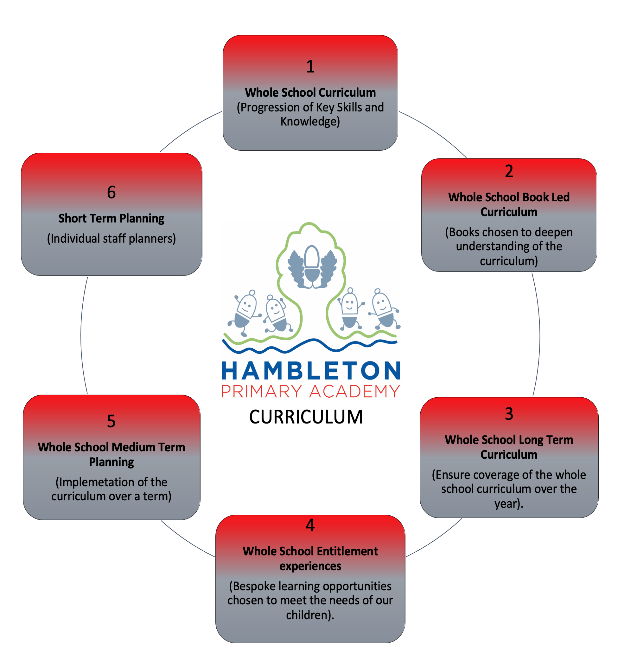 1
Whole School Curriculum
(Progression of Key Skills and
Knowledge)
2
Whole School Book Led
Curriculum
(Books chosen to deepen
understanding of the
curriculum)
3
Whole School Long Term
Curriculum
(Ensure coverage of the whole
school curriculum over the
year).
4
Whole School Entitlement
experiences
(Bespoke learning opportunities
chosen to meet the needs of our
children).
5
Whole School Medium Term
Planning
(Implemetation of the
curriculum over a term)
6
Short Term Planning
(Individual staff planners)
HAMBLETON
PRIMARY ACADEMY
CURRICULUM